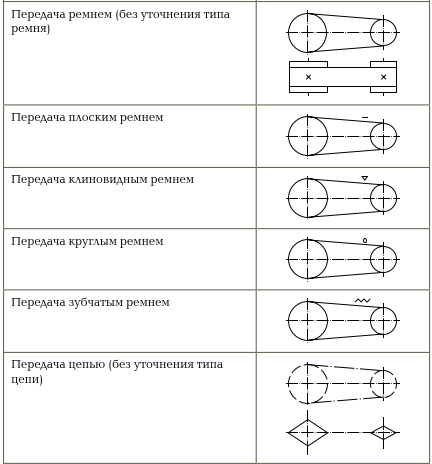 Передача ремнем (без уточнения типа
ремня)
Передача плоским ремнем
Передача клиновидным ремнем
Передача круглым ремнем
Передача зубчатым ремнем
Передача цепью (без уточнения типа
цепи)